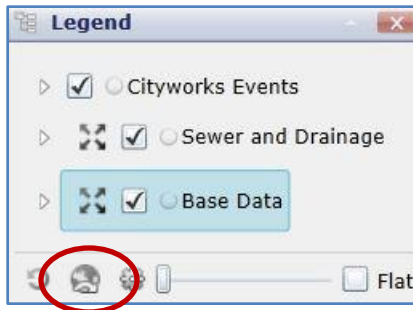 Legend
Cityworks Events
Sewer and Drainage
Base Data
Flat